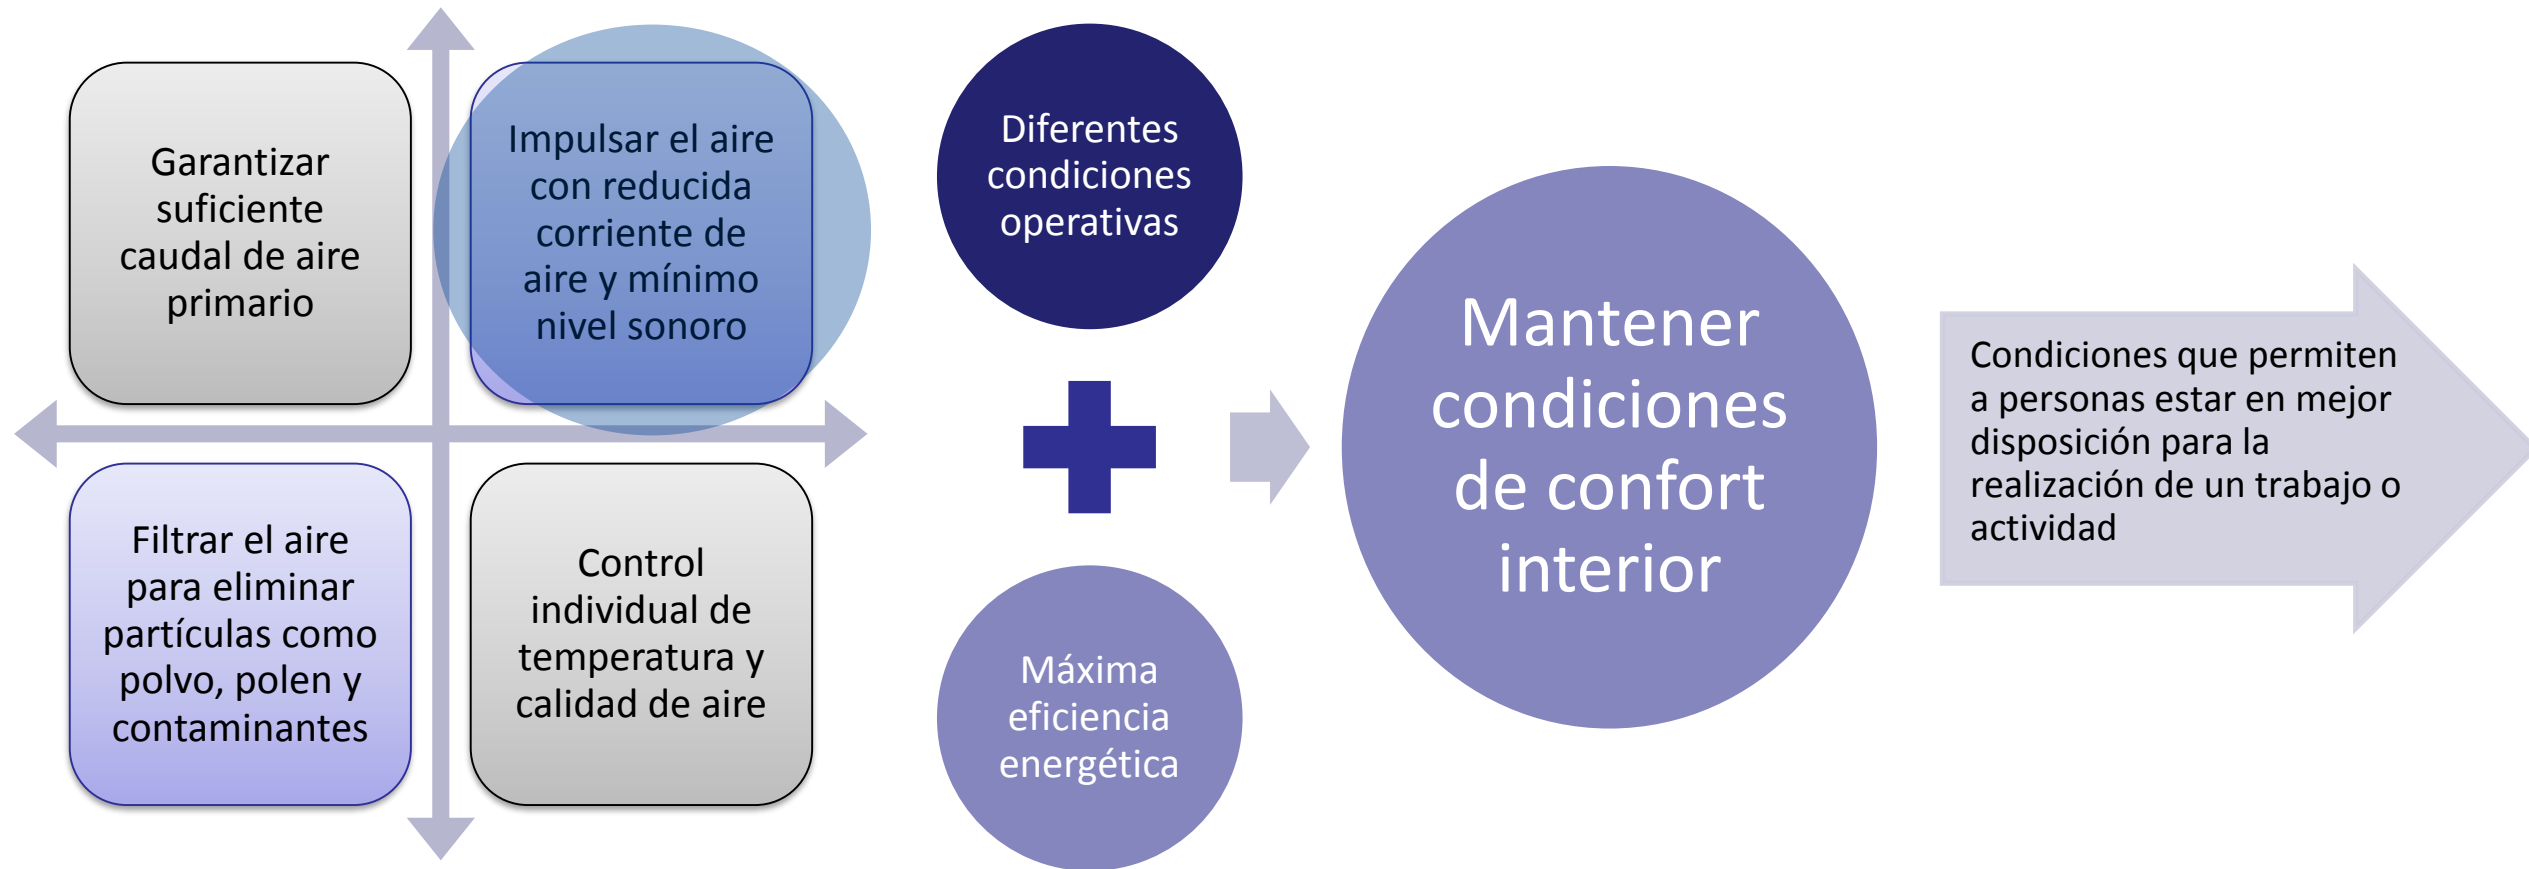 Garantizar
suficiente
caudal de aire
primario
Impulsar el aire
con reducida
corriente de
aire y mínimo
nivel sonoro
Filtrar el aire
para eliminar
partículas como
polvo, polen y
contaminantes
Control
individual de
temperatura y
calidad de aire
Diferentes
condiciones
operativas
Máxima
eficiencia
energética
Mantener
condiciones
de confort
interior
Condiciones que permiten
a personas estar en mejor
disposición para la
realización de un trabajo o
actividad